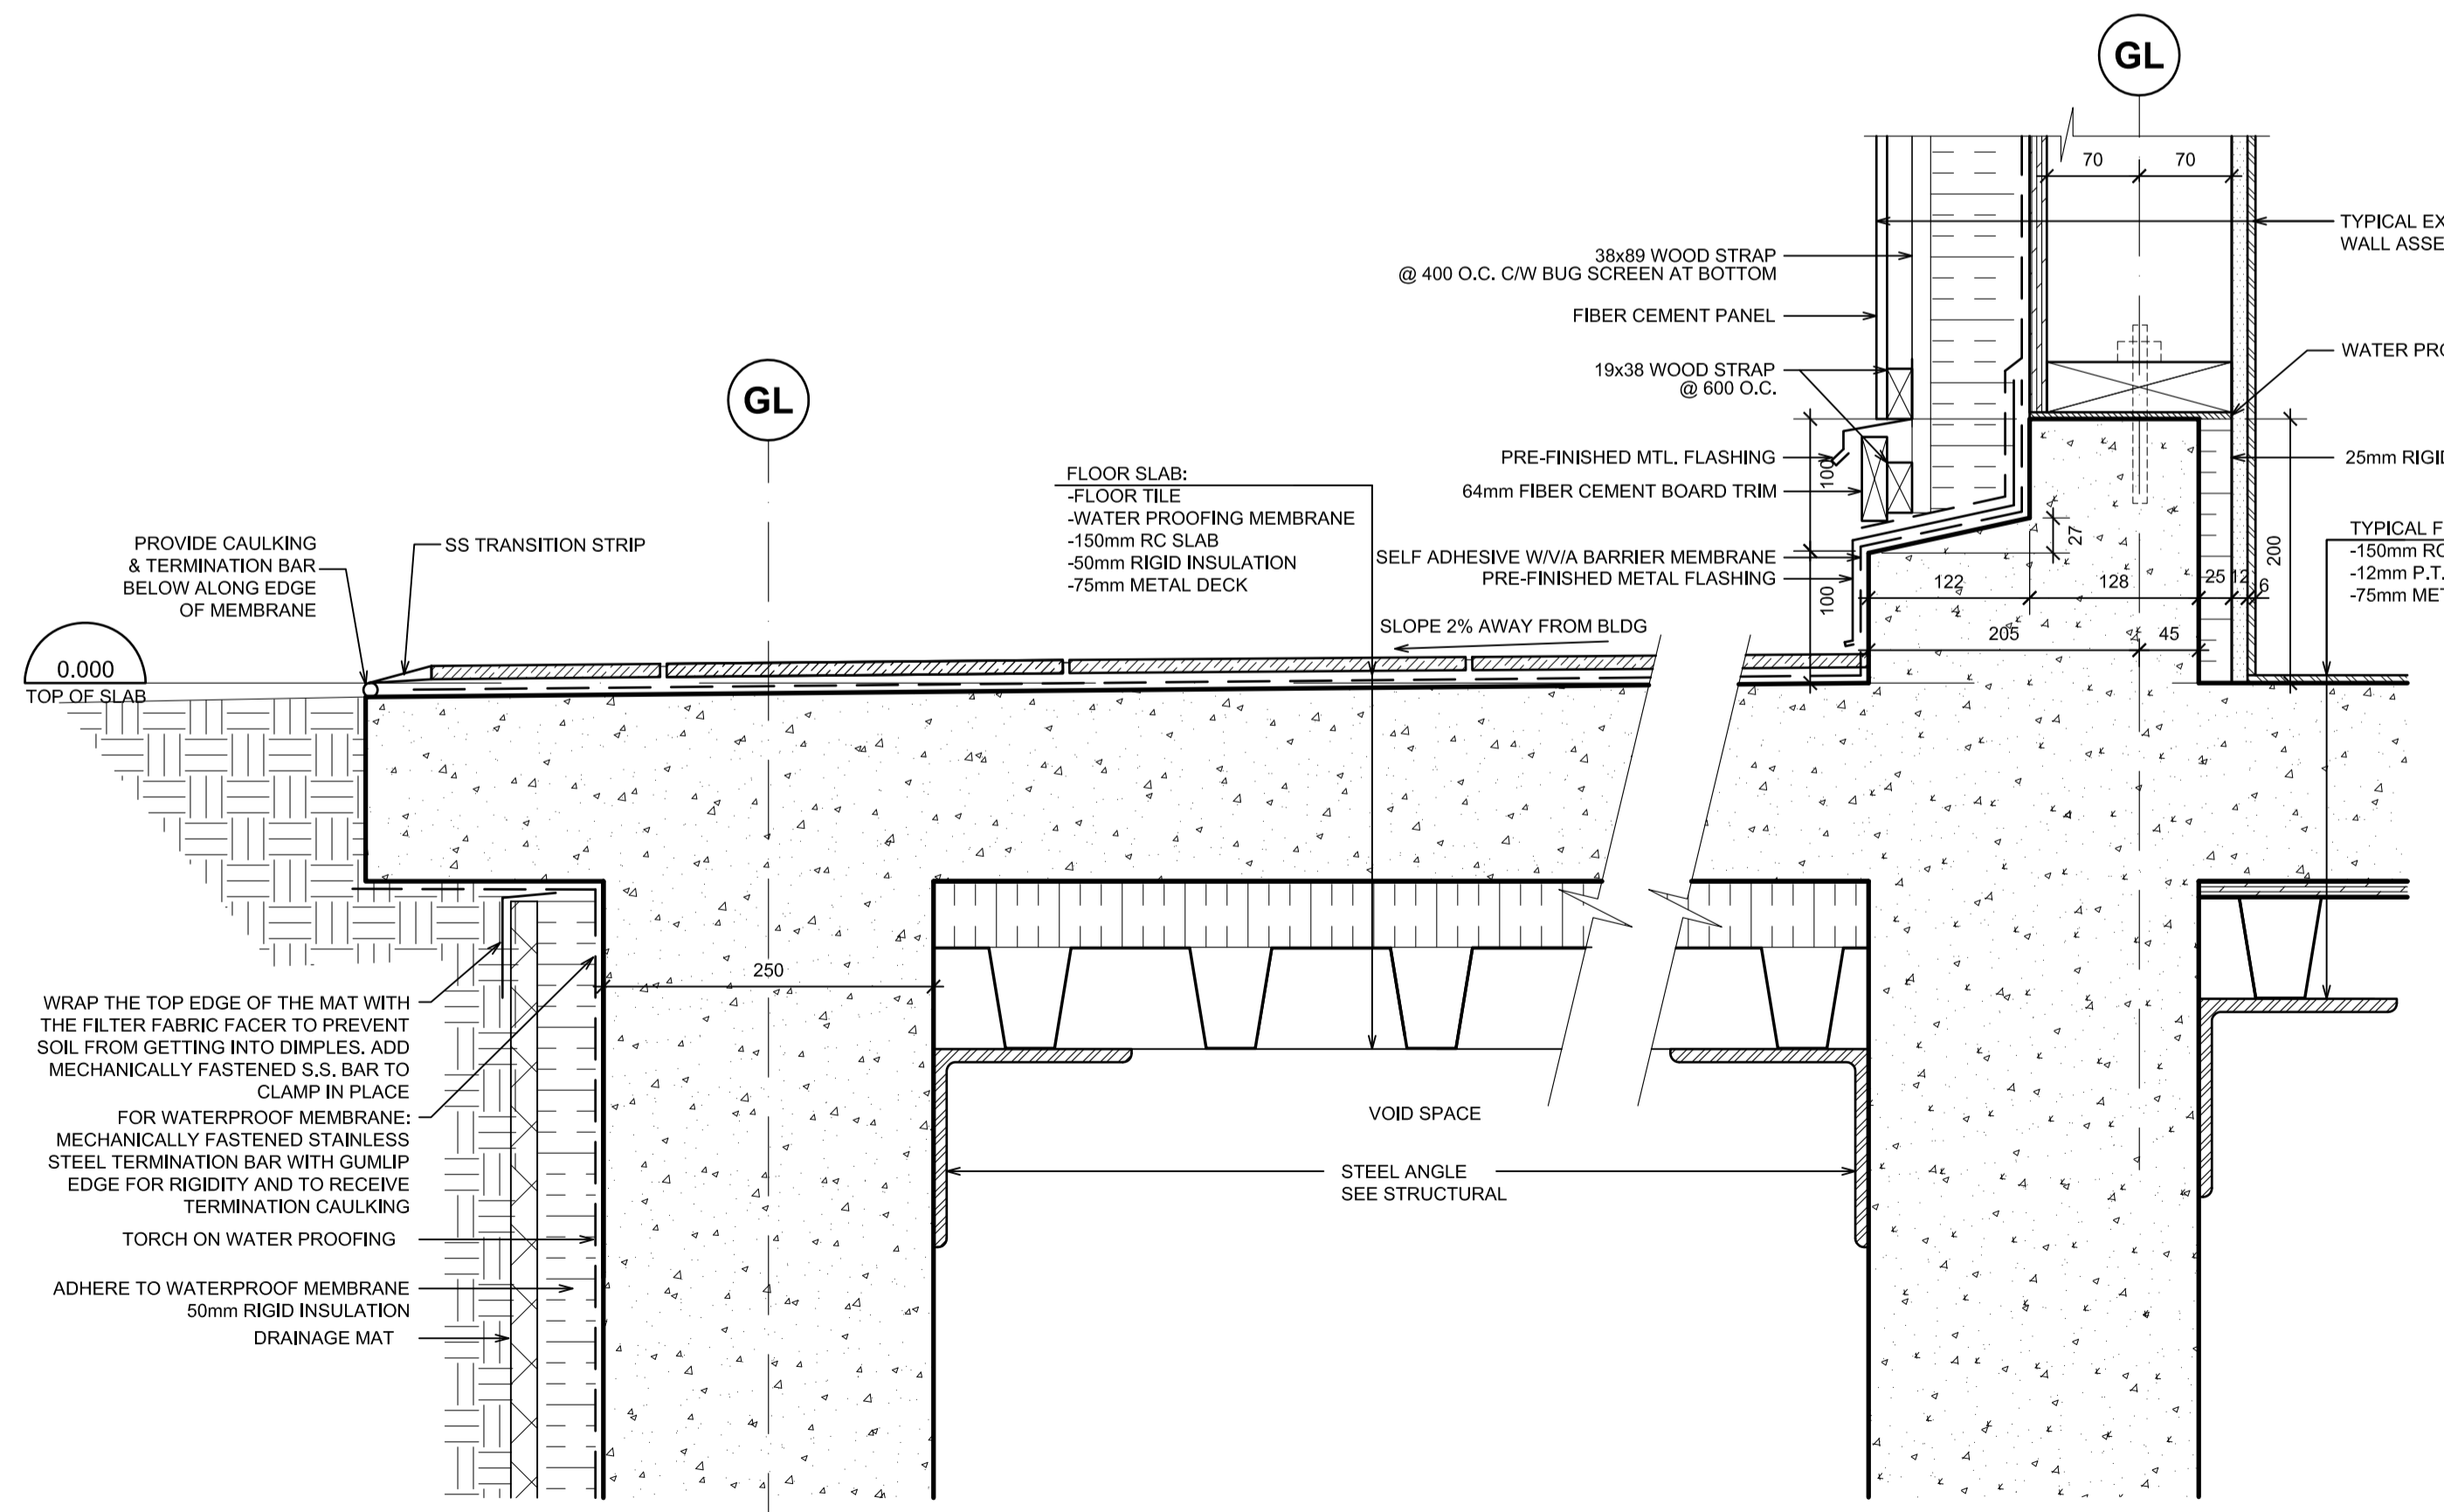 GL
GL
70 70
TYPICAL EX
WALL ASSE
38x89 WOOD STRAP
@ 400 O.C. C/W BUG SCREEN AT BOTTOM
FIBER CEMENT PANEL
WATER PRO
19x38 WOOD STRAP
@ 600 O.C.
PRE-FINISHED MTL. FLASHING
100
25mm RIGID
64mm FIBER CEMENT BOARD TRIM
FLOOR SLAB:
-FLOOR TILE
-WATER PROOFING MEMBRANE
-150mm RC SLAB
-50mm RIGID INSULATION
-75mm METAL DECK
PROVIDE CAULKING
& TERMINATION BAR
BELOW ALONG EDGE
OF MEMBRANE
SS TRANSITION STRIP
27
200
TYPICAL F
-150mm RC
-12mm P.T.
-75mm MET
SELF ADHESIVE W/V/A BARRIER MEMBRANE
PRE-FINISHED METAL FLASHING
100
122 128 25 12 6
205 45
SLOPE 2% AWAY FROM BLDG
0.000
TOP OF SLAB
250
WRAP THE TOP EDGE OF THE MAT WITH
THE FILTER FABRIC FACER TO PREVENT
SOIL FROM GETTING INTO DIMPLES. ADD
MECHANICALLY FASTENED S.S. BAR TO
CLAMP IN PLACE
FOR WATERPROOF MEMBRANE:
MECHANICALLY FASTENED STAINLESS
STEEL TERMINATION BAR WITH GUMLIP
EDGE FOR RIGIDITY AND TO RECEIVE
TERMINATION CAULKING
TORCH ON WATER PROOFING
ADHERE TO WATERPROOF MEMBRANE
50mm RIGID INSULATION
DRAINAGE MAT
VOID SPACE
STEEL ANGLE
SEE STRUCTURAL